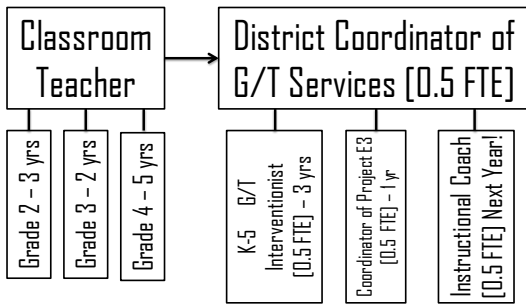 Classroom
Teacher
District Coordinator of
G/T Services [0.5 FTE]
Grade 2 – 3 yrs
Grade 3 – 2 yrs
Grade 4 – 5 yrs
K-5 G/T
Interventionist
[0.5 FTE] – 3 yrs
Coordinator of Project E3
[0.5 FTE] – 1 yr
Instructional Coach
[0.5 FTE] Next Year!